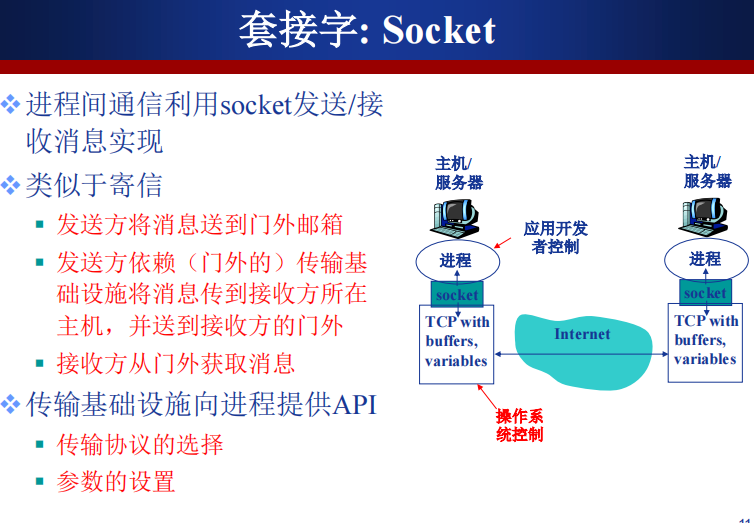 套接字: Socket
进程间通信利用socket发送/接
收消息实现
类似于寄信
发送方将消息送到门外邮箱
发送方依赖（门外的）传输基
础设施将消息传到接收方所在
主机，并送到接收方的门外
接收方从门外获取消息
传输基础设施向进程提供API
传输协议的选择
参数的设置
主机/
服务器
应用开发
者控制
进程
socket
TCP with
buffers,
variables
Internet
操作系
统控制
主机/
服务器
进程
socket
TCP with
buffers,
variables